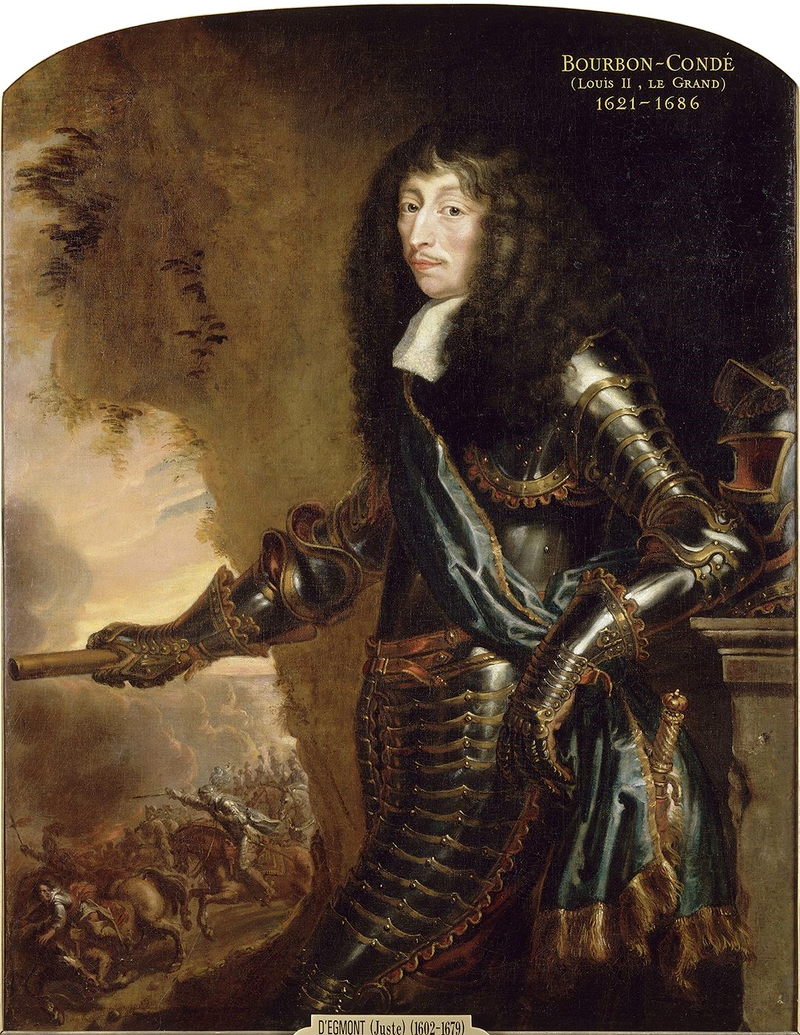 BOURBON-CONDÉ
(LOUIS II , LE GRAND)
1621-1686
D'EGMONT (Juste) (1602-1679)